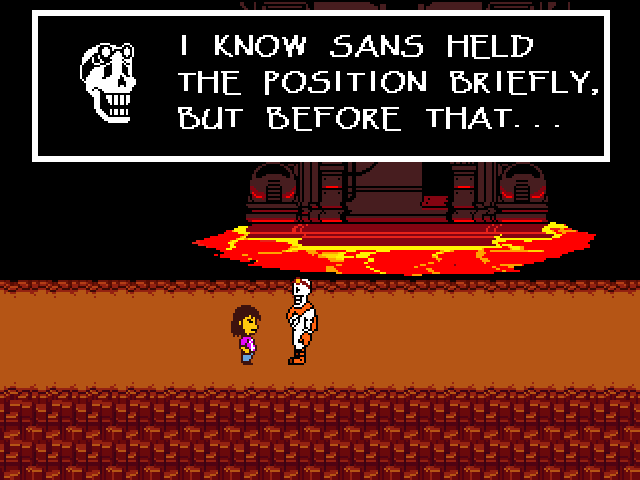 I KNOW SANS HELD
THE POSITION BRIEFLY,
BUT BEFORE THAT...